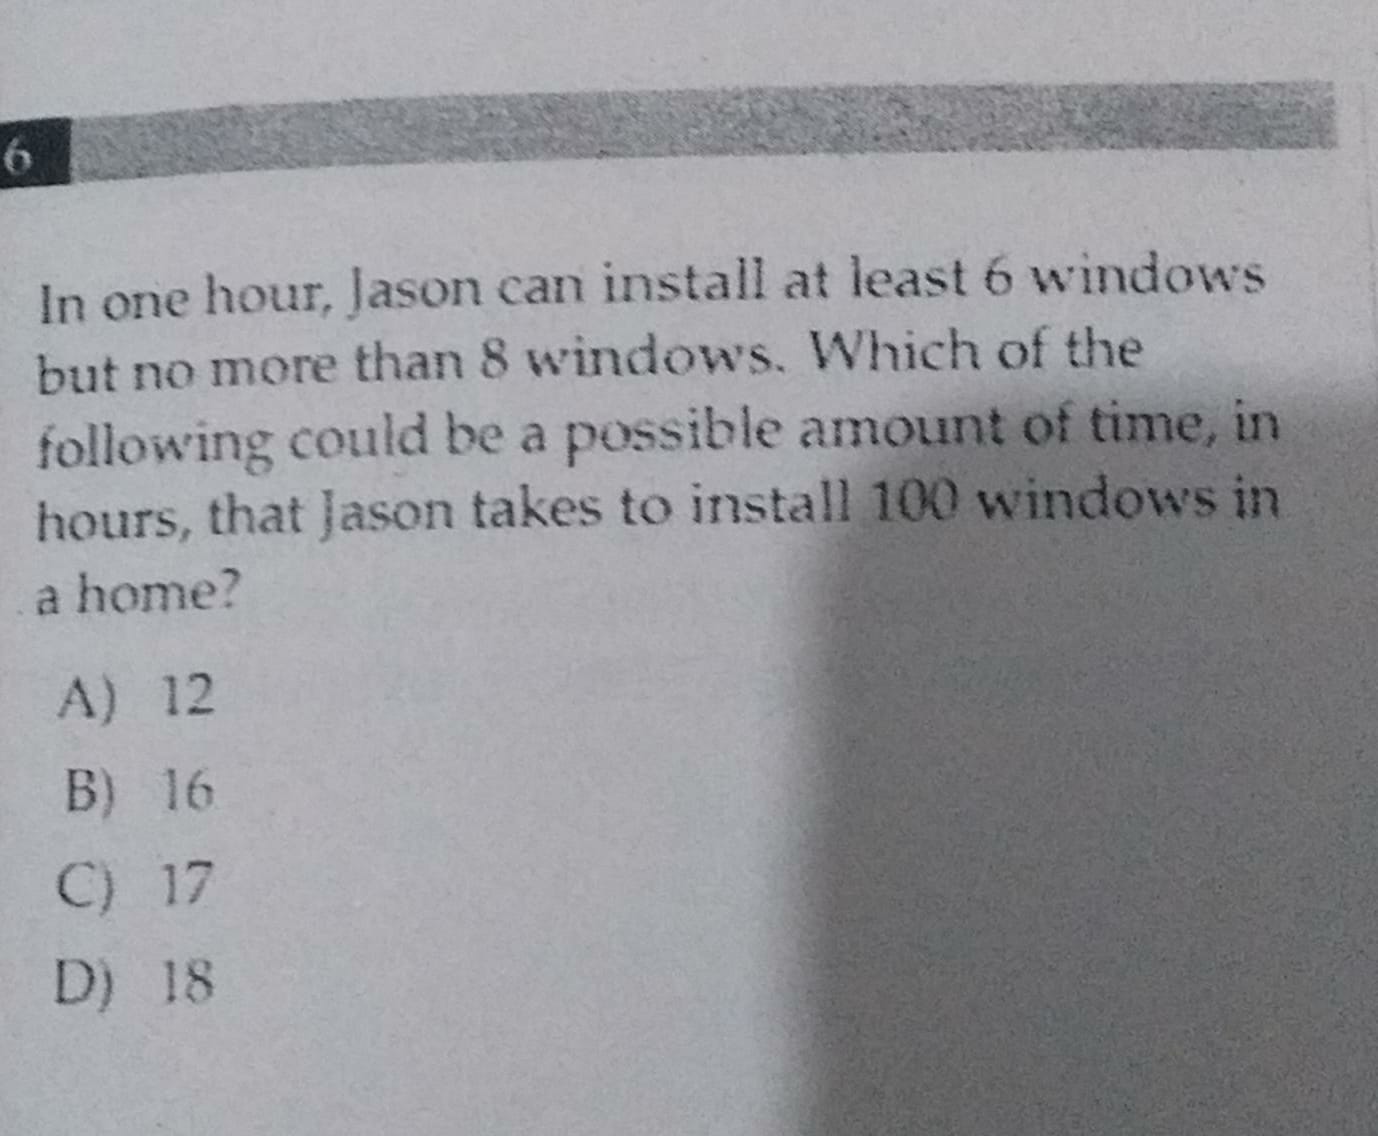 6
In one hour, Jason can install at least 6 windows
but no more than 8 windows. Which of the
following could be a possible amount of time, in
hours, that Jason takes to install 100 windows in
a home?
A) 12
B) 16
C) 17
D) 18